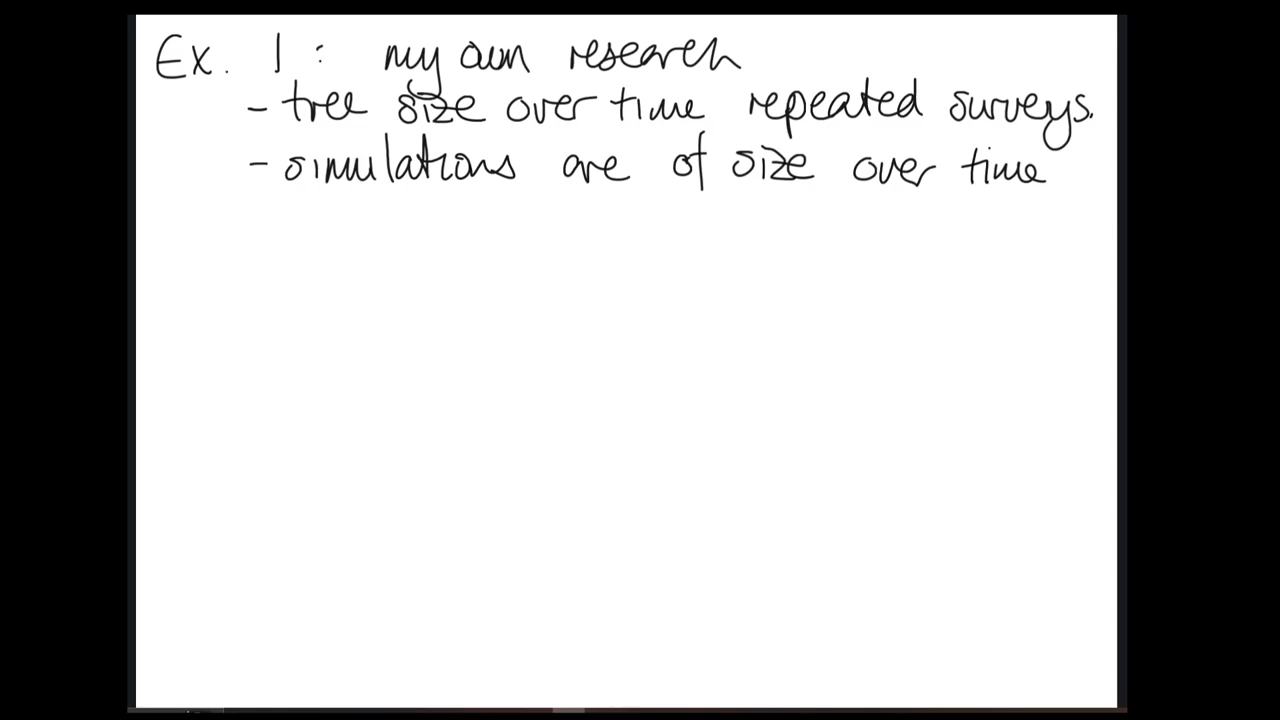 Ex. 1: my own research
- tree size over time repeated surveys.
- simulations are of size over time